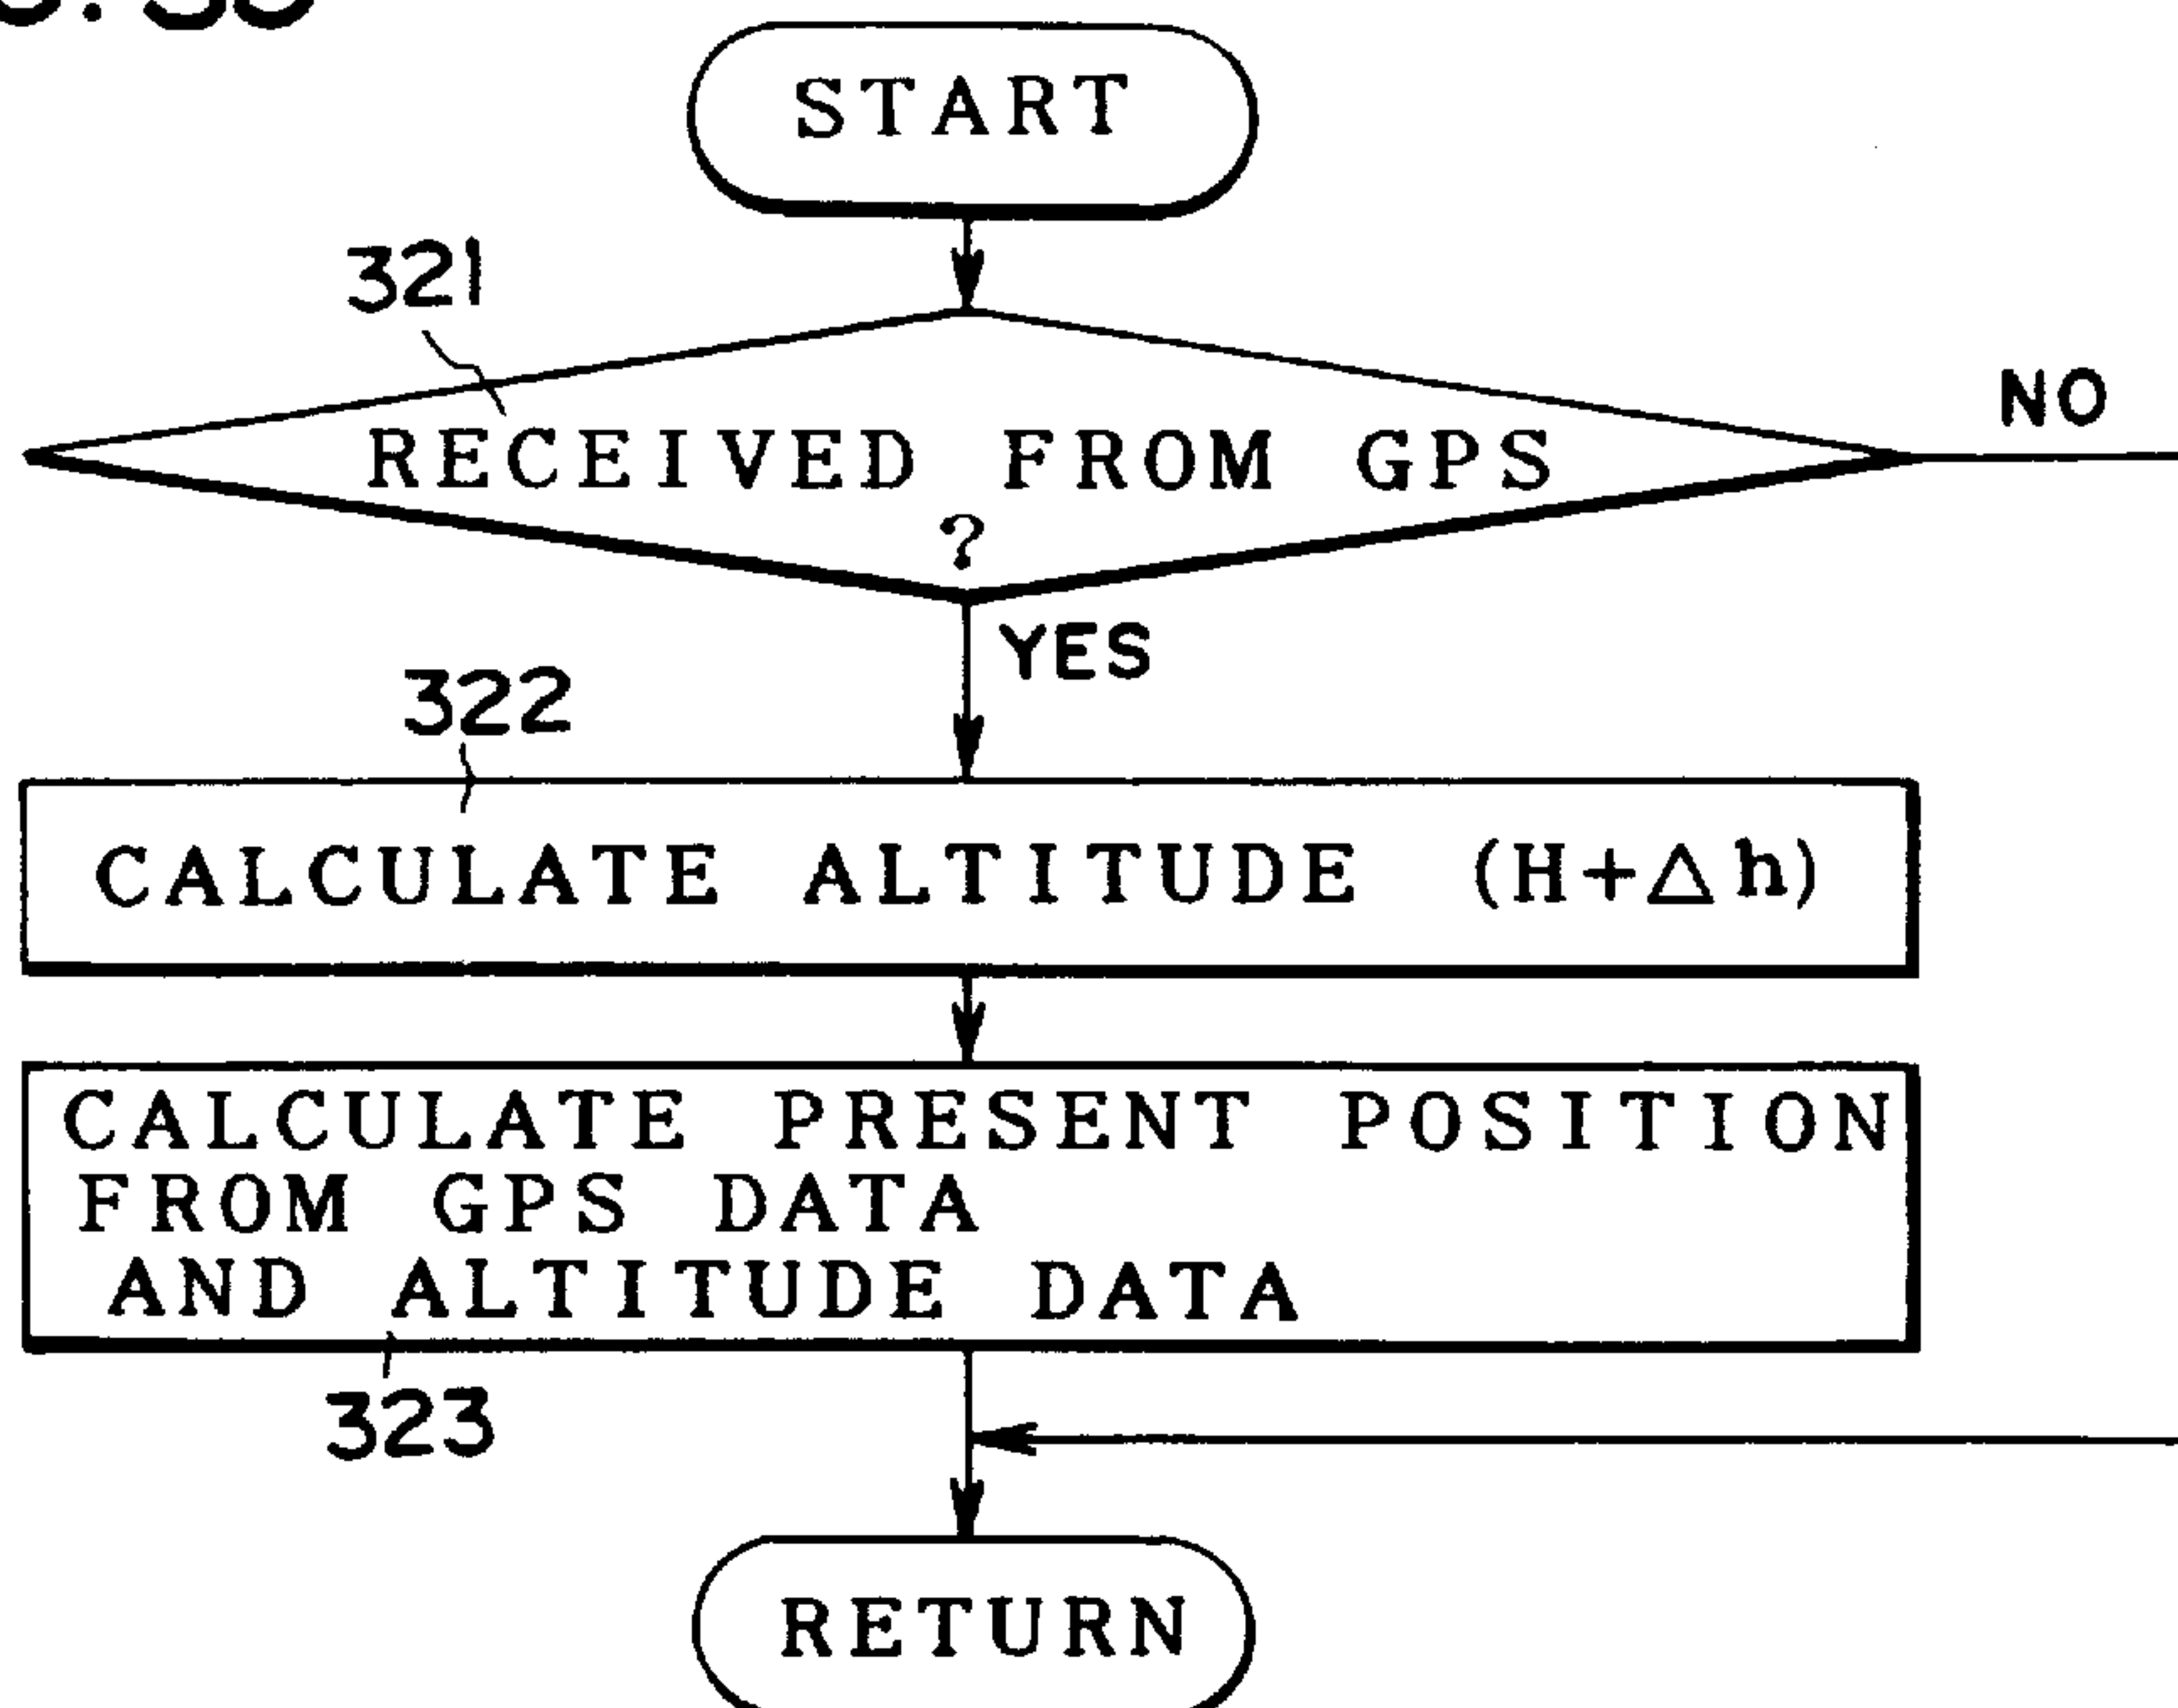 START
321
RECEIVED FROM GPS
?
NO
YES
322
CALCULATE ALTITUDE (H+△h)
CALCULATE PRESENT POSITION
FROM GPS DATA
AND ALTITUDE DATA
323
RETURN